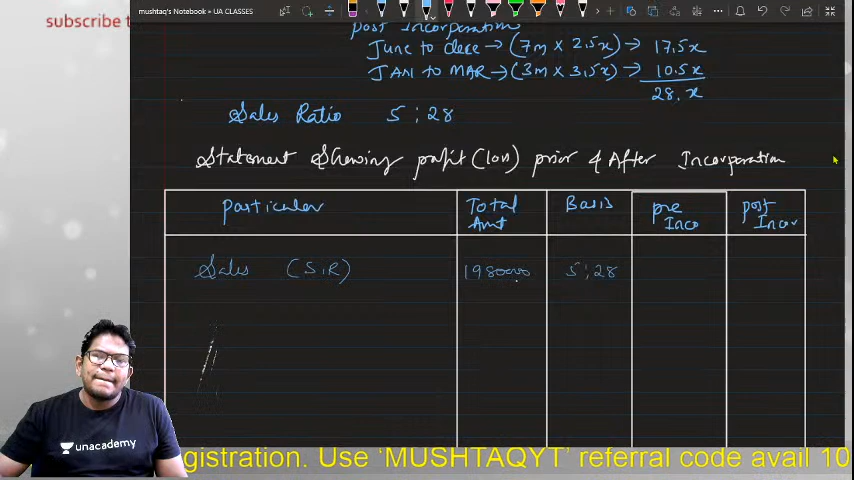 subscribe t
mushtaq's Notebook » UA CLASSES
post Incorporation
June to Dece → (7m x 2.5x) → 17.5x
JAN to MAR → (3m x 3.5x) → 10.5x
28.x
Sales Ratio 5 : 28
Statement Showing profit (loss) prior & After Incorporation
Particular Total Amt Basis pre Inco post Incor
Sales (S.R) 1980000 5:28
unacademy
gistration. Use 'MUSHTAQYT' referral code avail 10